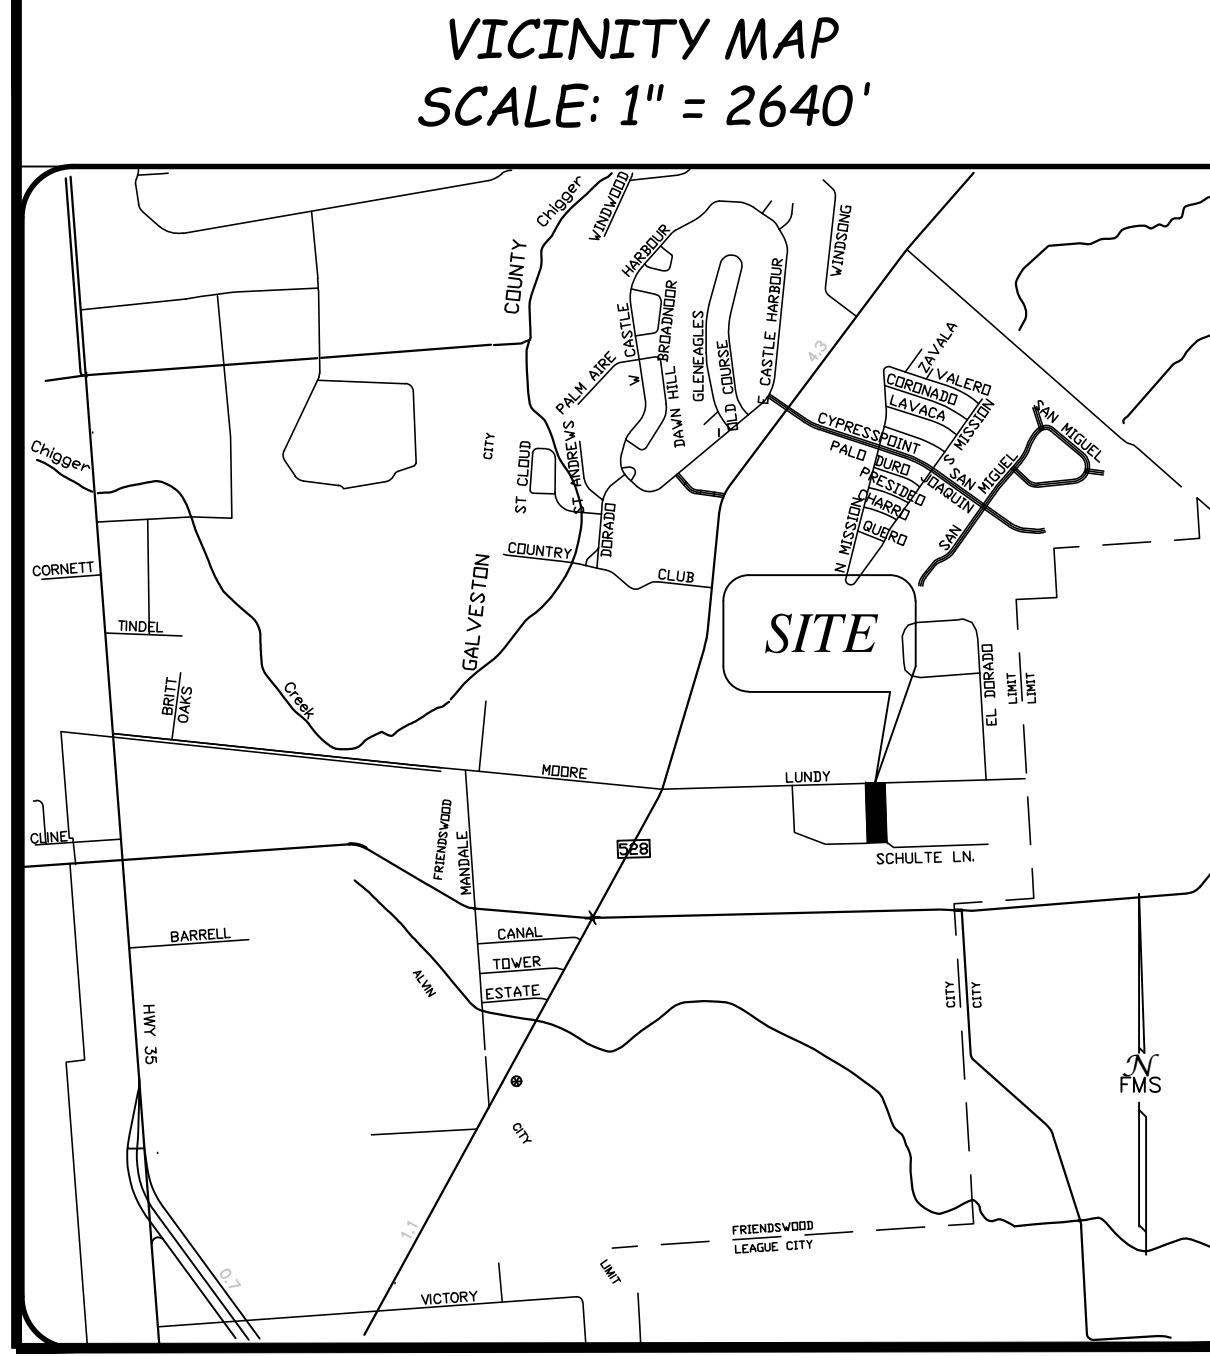 VICINITY MAP
SCALE: 1" = 2640'
Chigger
WINDWOOD
COUNTY
HARBOUR
WINDSONG
E CASTLE HARBOUR
W CASTLE
BROADNOOR
DAWN HILL
GLENEAGLES
OLD COURSE
PALM AIRE
4.3
ZAVALA
VALERO
CORONADO
LAVACA
S MISSION
CYPRESSPOINT
SAN MIGUEL
PALO DURO
SAN JOAQUIN
PRESIDEO
CHARRO
QUERO
N MISSION
SAN MIGUEL
Chigger
CITY
ST CLOUD
ST ANDREWS
DORADO
COUNTRY
CLUB
GALVESTON
CORNETT
TINDEL
BRITT
OAKS
Creek
SITE
EL DORADO
LIMIT
LIMIT
MOORE
LUNDY
CLINE
FRIENDSWOOD
MANDALE
528
SCHULTE LN.
BARRELL
CANAL
TOWER
ESTATE
ALVIN
CITY
CITY
HWY 35
N
FMS
CITY
1.1
0.7
FRIENDSWOOD
LEAGUE CITY
LIMIT
VICTORY